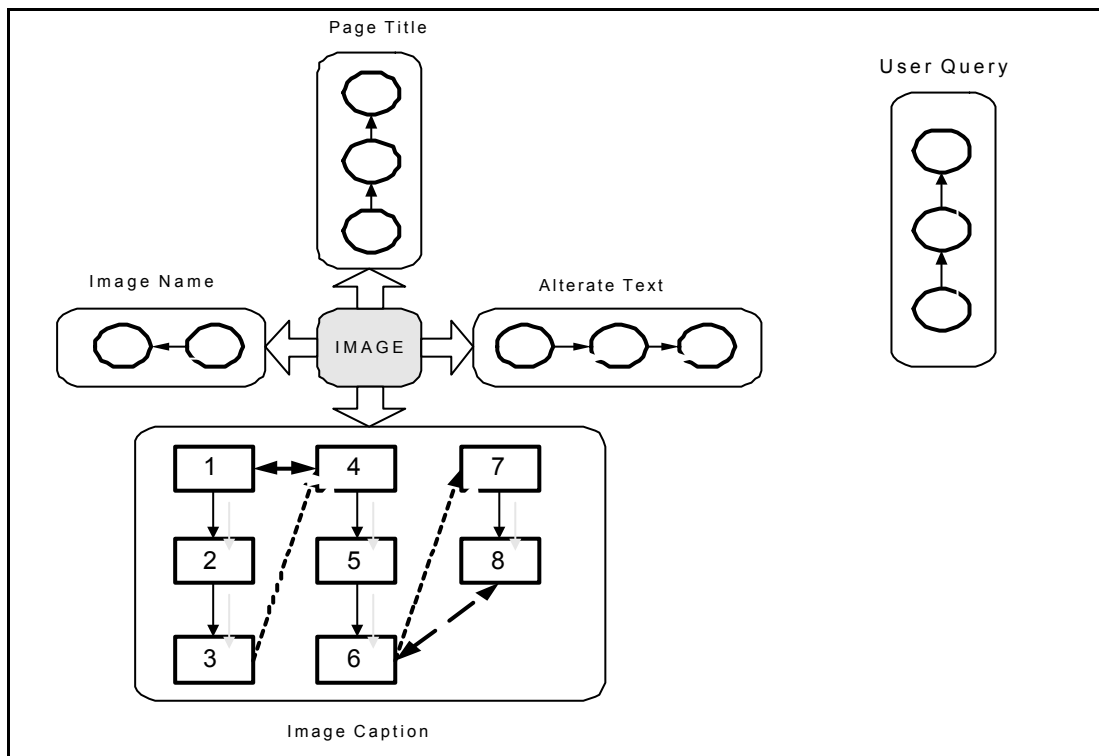 Page Title
User Query
Image Name
Alterate Text
IMAGE
1
4
7
2
5
8
3
6
Image Caption